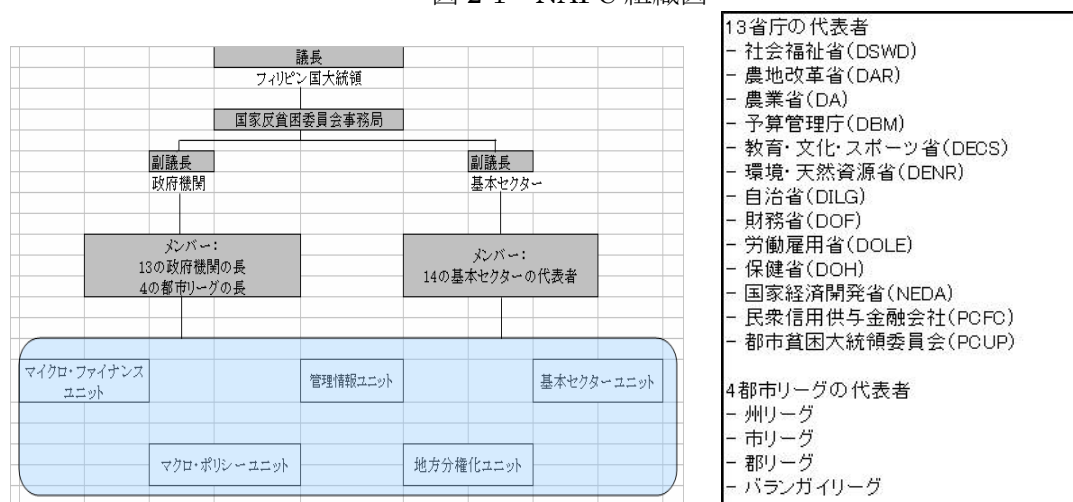 図 2-1 NAPC 組織図
議長
フィリピン国大統領
国家反貧困委員会事務局
副議長
政府機関
副議長
基本セクター
メンバー:
13の政府機関の長
4の都市リーグの長
メンバー:
14の基本セクターの代表者
マイクロ・ファイナンス
ユニット
管理情報ユニット
基本セクターユニット
マクロ・ポリシーユニット
地方分権化ユニット
13省庁の代表者
- 社会福祉省(DSWD)
- 農地改革省(DAR)
- 農業省(DA)
- 予算管理庁(DBM)
- 教育・文化・スポーツ省(DECS)
- 環境・天然資源省(DENR)
- 自治省(DILG)
- 財務省(DOF)
- 労働雇用省(DOLE)
- 保健省(DOH)
- 国家経済開発省(NEDA)
- 民衆信用供与金融会社(PCFC)
- 都市貧困大統領委員会(PCUP)
4都市リーグの代表者
- 州リーグ
- 市リーグ
- 郡リーグ
- バランガイリーグ